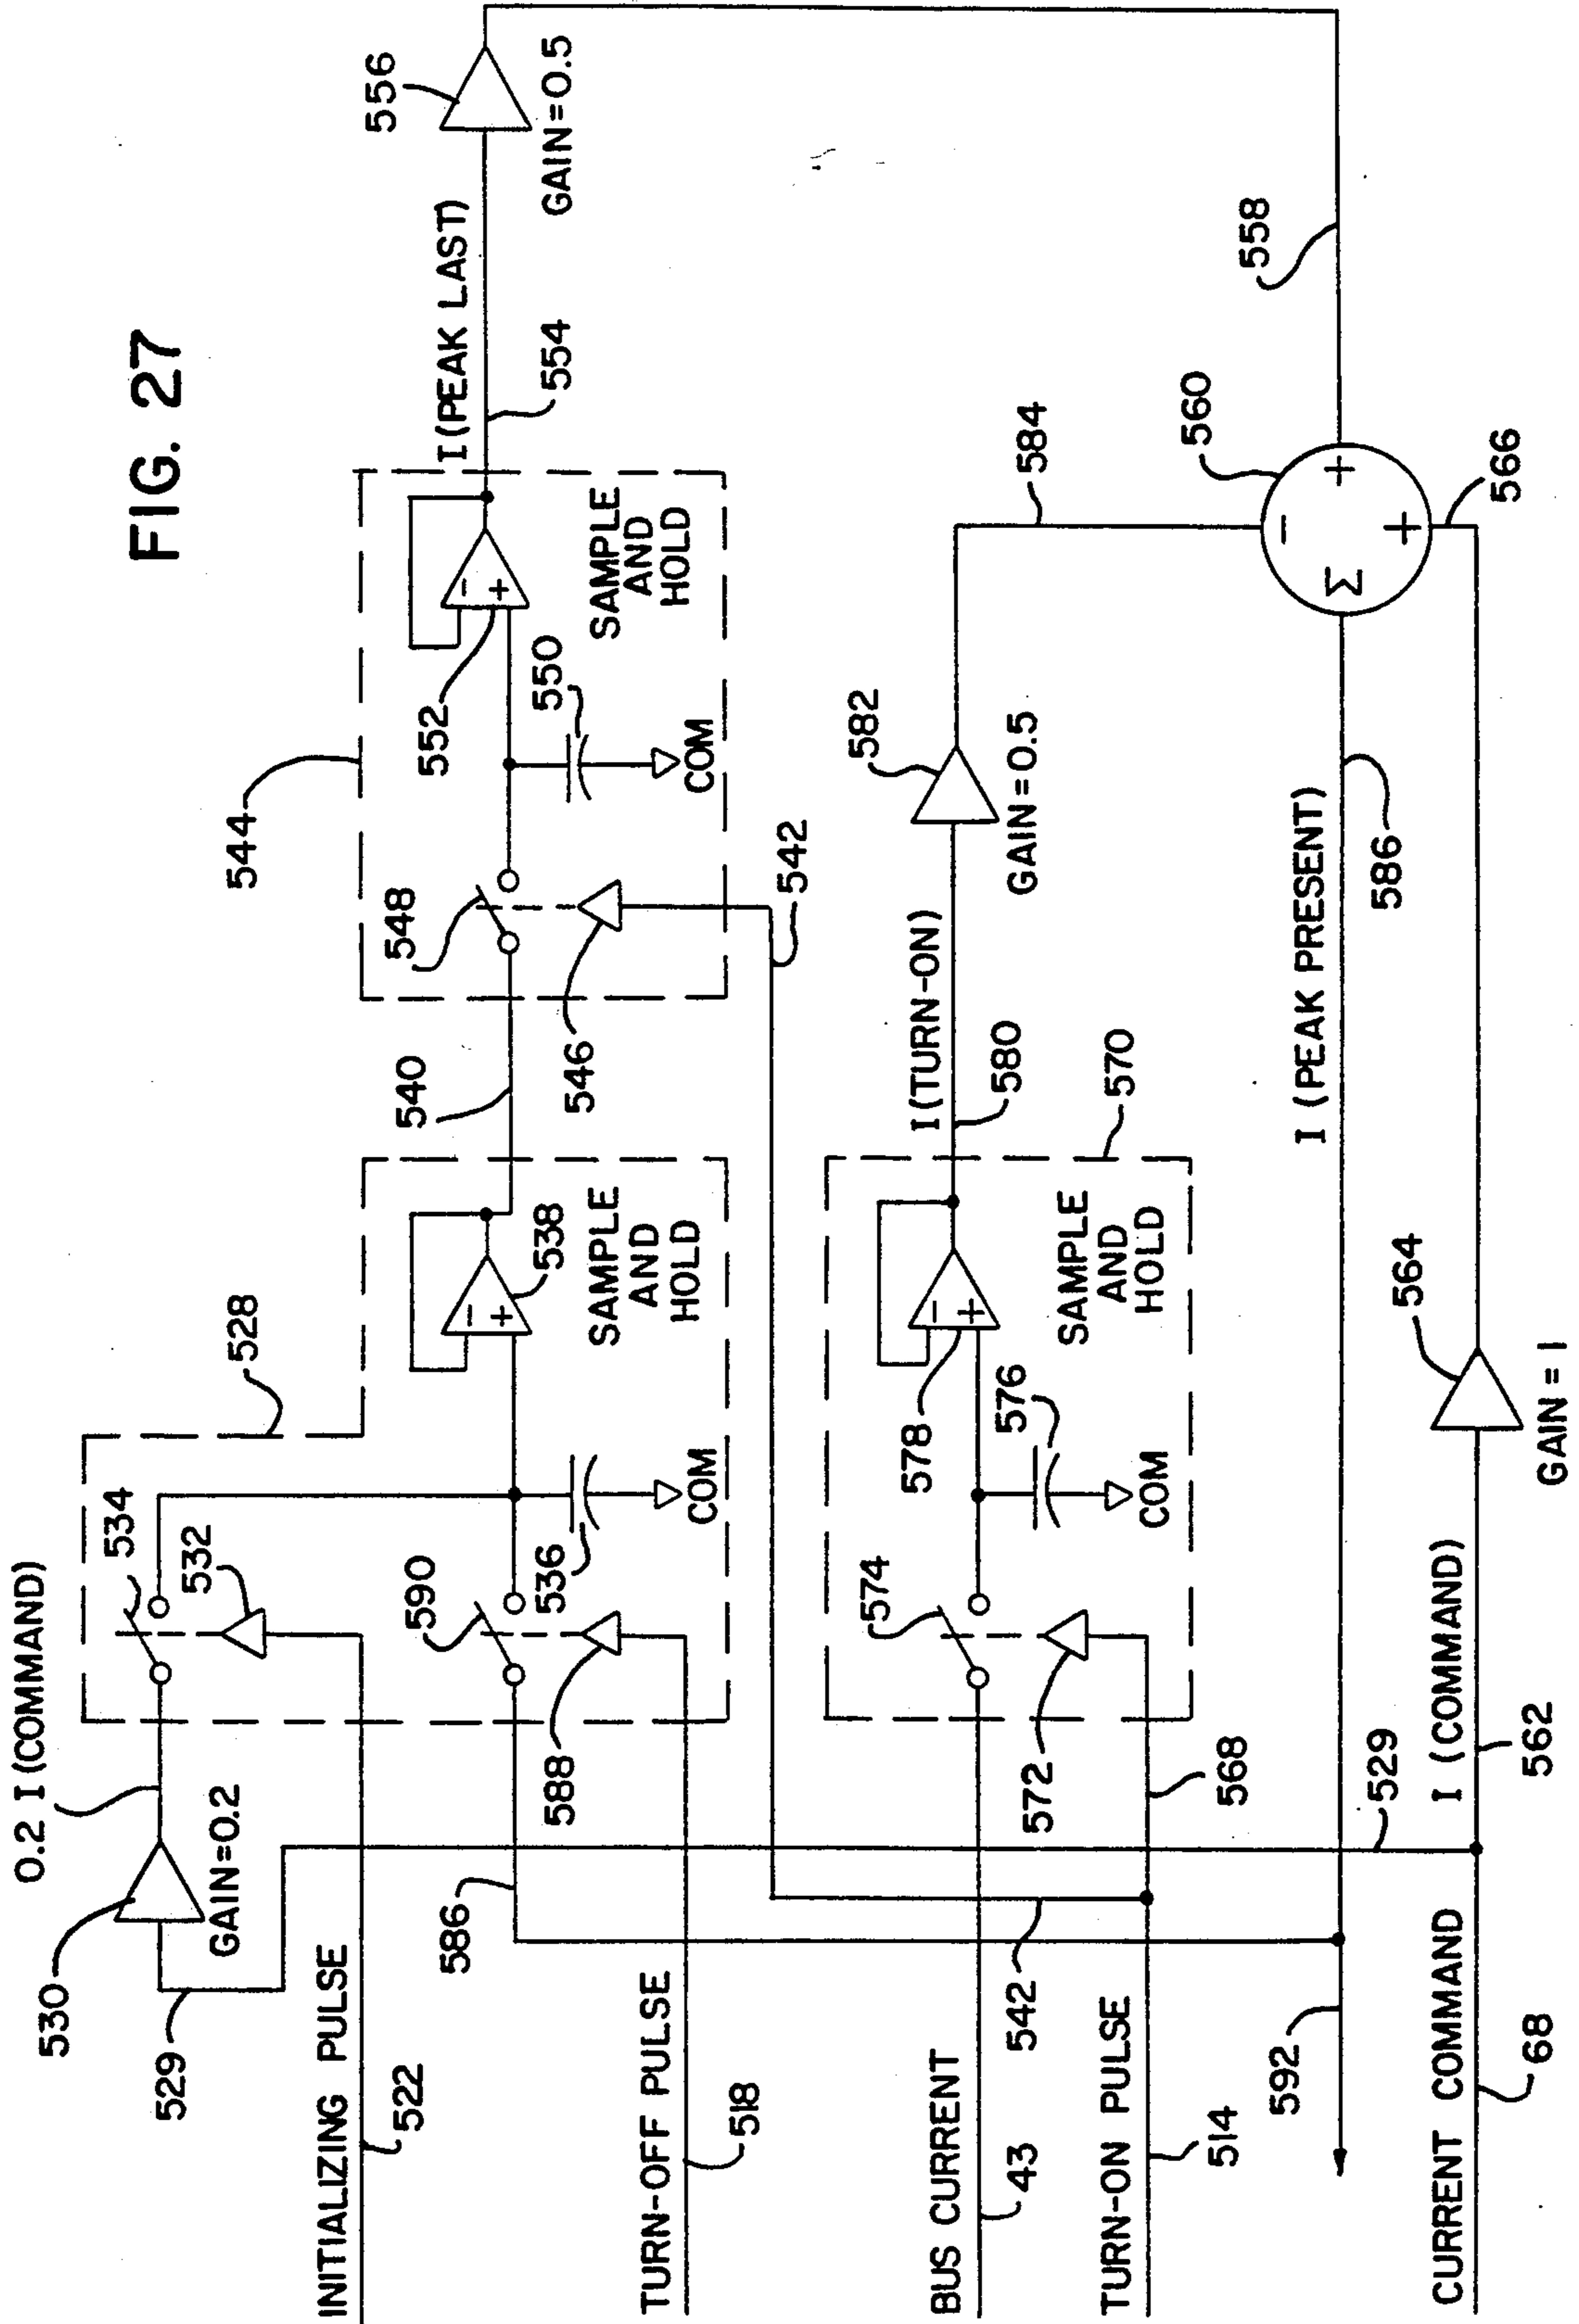 FIG. 27
0.2 I (COMMAND)
530
GAIN=0.2
529
534
532
528
INITIALIZING PULSE
522
590
588
586
536
COM
538
SAMPLE
AND
HOLD
TURN-OFF PULSE
518
540
544
548
546
552
550
COM
SAMPLE
AND
HOLD
I (PEAK LAST)
554
556
GAIN=0.5
542
BUS CURRENT
43
542
TURN-ON PULSE
514
574
572
568
578
576
COM
SAMPLE
AND
HOLD
570
I (TURN-ON)
580
582
GAIN=0.5
584
560
558
-
+
+
Σ
566
I (PEAK PRESENT)
586
592
529
CURRENT COMMAND
68
I (COMMAND)
562
564
GAIN = 1